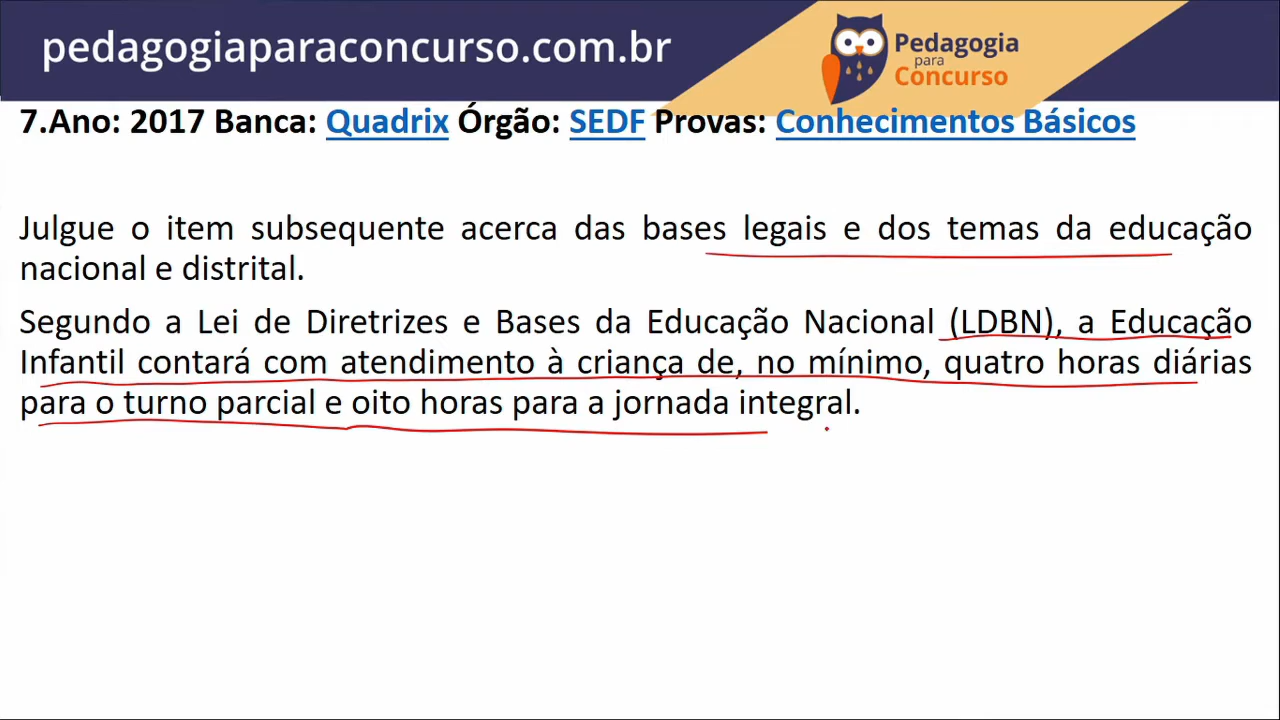 pedagogiaparaconcurso.com.br
Pedagogia
para
Concurso
7.Ano: 2017 Banca: Quadrix Órgão: SEDF Provas: Conhecimentos Básicos
Julgue o item subsequente acerca das bases legais e dos temas da educação
nacional e distrital.
Segundo a Lei de Diretrizes e Bases da Educação Nacional (LDBN), a Educação
Infantil contará com atendimento à criança de, no mínimo, quatro horas diárias
para o turno parcial e oito horas para a jornada integral.